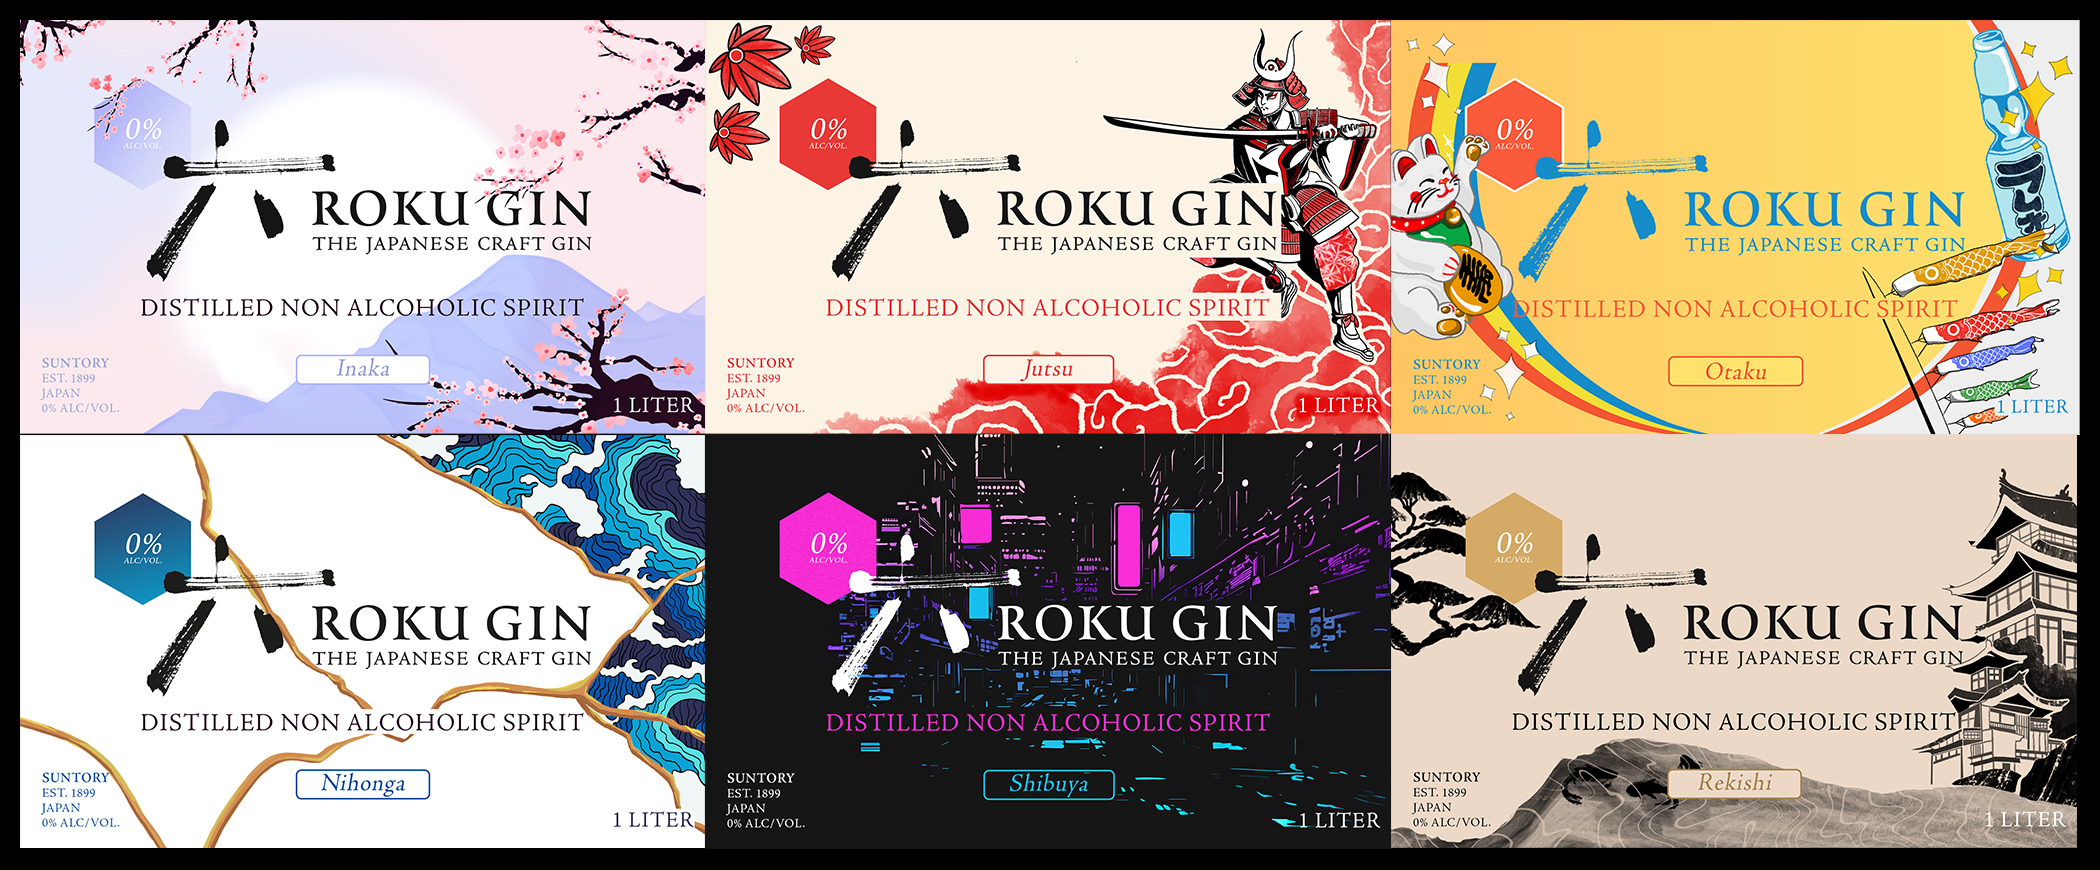 0%
ALC/VOL.
六
ROKU GIN
THE JAPANESE CRAFT GIN
DISTILLED NON ALCOHOLIC SPIRIT
Inaka
SUNTORY
EST. 1899
JAPAN
0% ALC/VOL.
1 LITER
0%
ALC/VOL.
六
ROKU GIN
THE JAPANESE CRAFT GIN
DISTILLED NON ALCOHOLIC SPIRIT
Jutsu
SUNTORY
EST. 1899
JAPAN
0% ALC/VOL.
1 LITER
0%
ALC/VOL.
六
ROKU GIN
THE JAPANESE CRAFT GIN
DISTILLED NON ALCOHOLIC SPIRIT
Otaku
SUNTORY
EST. 1899
JAPAN
0% ALC/VOL.
1 LITER
0%
ALC/VOL.
六
ROKU GIN
THE JAPANESE CRAFT GIN
DISTILLED NON ALCOHOLIC SPIRIT
Nihonga
SUNTORY
EST. 1899
JAPAN
0% ALC/VOL.
1 LITER
0%
ALC/VOL.
六
ROKU GIN
THE JAPANESE CRAFT GIN
DISTILLED NON ALCOHOLIC SPIRIT
Shibuya
SUNTORY
EST. 1899
JAPAN
0% ALC/VOL.
1 LITER
0%
ALC/VOL.
六
ROKU GIN
THE JAPANESE CRAFT GIN
DISTILLED NON ALCOHOLIC SPIRIT
Rekishi
SUNTORY
EST. 1899
JAPAN
0% ALC/VOL.
1 LITER